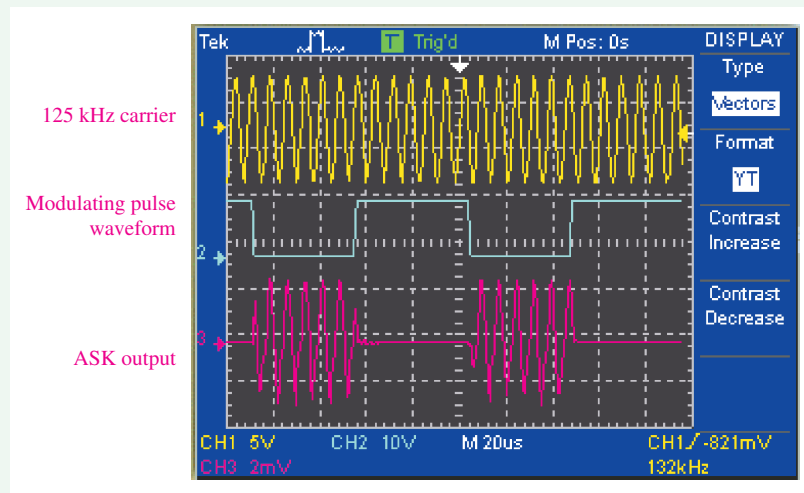 Tek T Trig'd M Pos: 0s DISPLAY
Type
Vectors
Format
YT
Contrast
Increase
Contrast
Decrease
125 kHz carrier
1
Modulating pulse
waveform
2
ASK output
3
CH1 5V CH2 10V M 20us CH1 / -821mV
CH3 2mV 132kHz